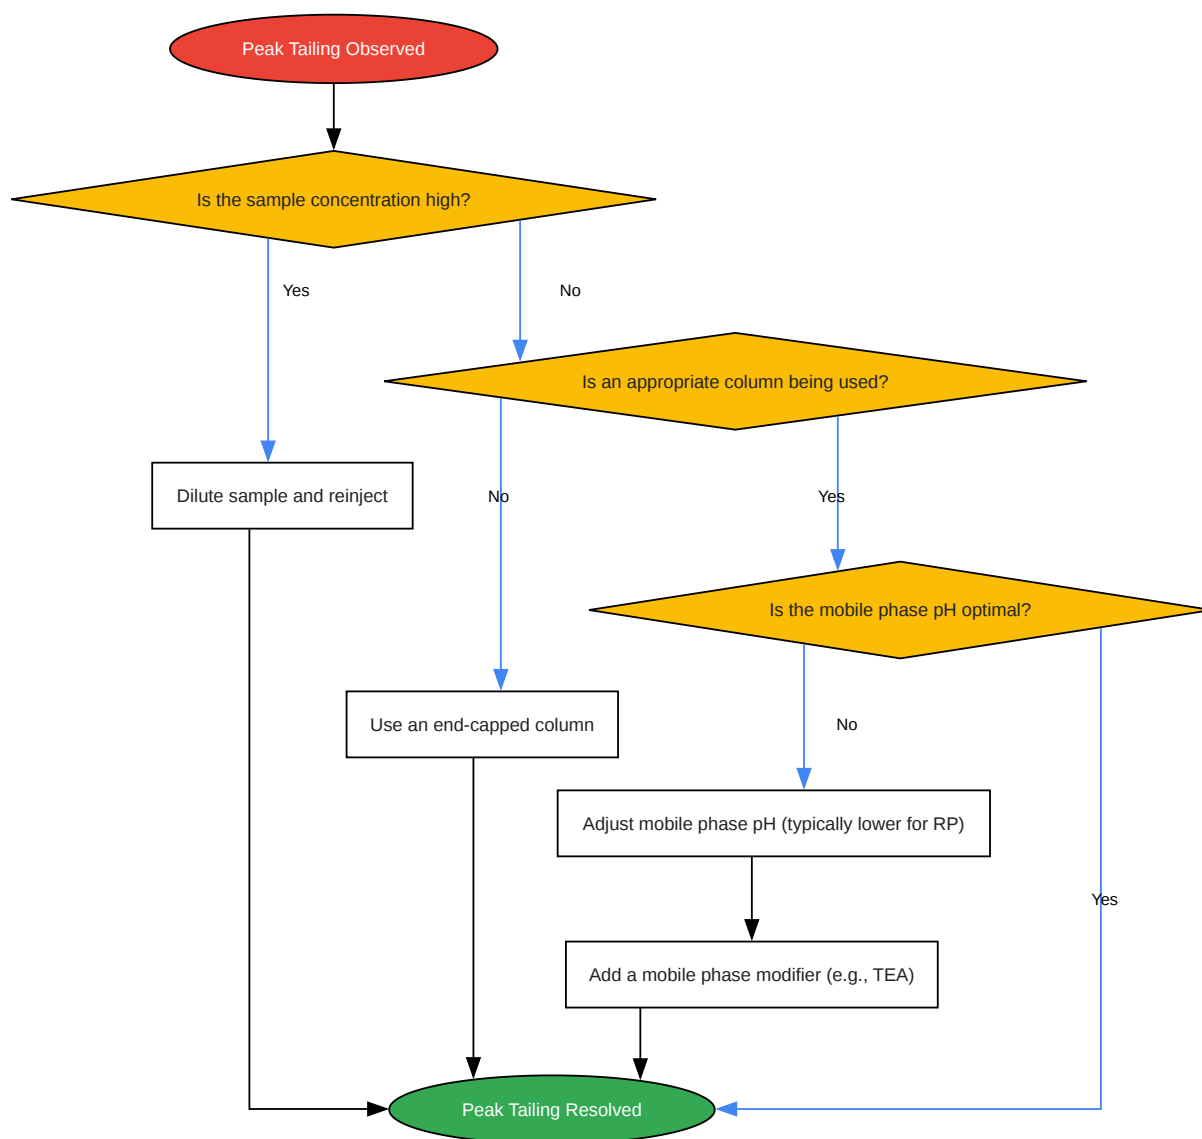 Peak Tailing Observed
Is the sample concentration high?
Yes
No
Is an appropriate column being used?
Dilute sample and reinject
No
Yes
Is the mobile phase pH optimal?
Use an end-capped column
No
Adjust mobile phase pH (typically lower for RP)
Yes
Add a mobile phase modifier (e.g., TEA)
Peak Tailing Resolved